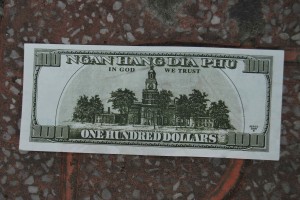 100 NGAN HANG DIA PHU 100
IN GOD WE TRUST
100 ONE HUNDRED DOLLARS 100